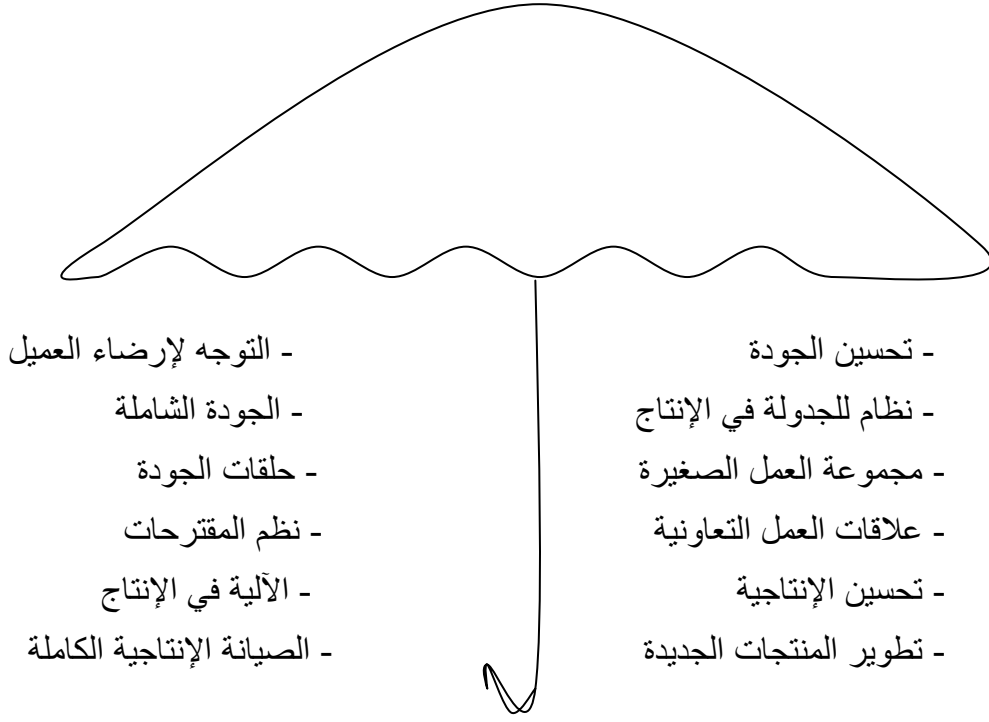 - تحسين الجودة
- نظام للجدولة في الإنتاج
- مجموعة العمل الصغيرة
- علاقات العمل التعاونية
- تحسين الإنتاجية
- تطوير المنتجات الجديدة
- التوجه لإرضاء العميل
- الجودة الشاملة
- حلقات الجودة
- نظم المقترحات
- الآلية في الإنتاج
- الصيانة الإنتاجية الكاملة